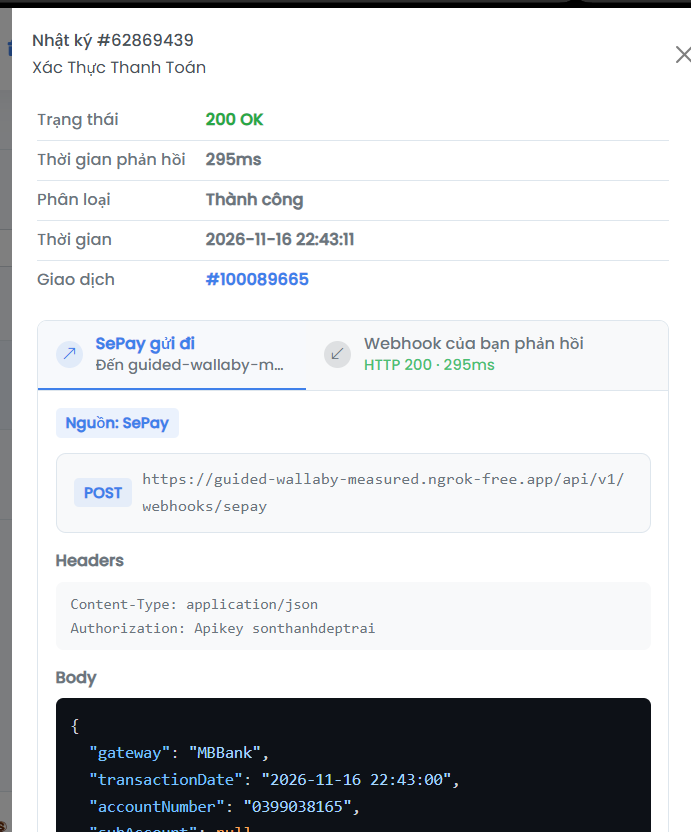 Nhật ký #62869439
Xác Thực Thanh Toán
Trạng thái 200 OK
Thời gian phản hồi 295ms
Phân loại Thành công
Thời gian 2026-11-16 22:43:11
Giao dịch #100089665
SePay gửi đi
Đến guided-wallaby-m...
Webhook của bạn phản hồi
HTTP 200 · 295ms
Nguồn: SePay
POST
https://guided-wallaby-measured.ngrok-free.app/api/v1/
webhooks/sepay
Headers
Content-Type: application/json
Authorization: Apikey sonthanhdeptrai
Body
{
"gateway": "MBBank",
"transactionDate": "2026-11-16 22:43:00",
"accountNumber": "0399038165",
"subAccount": null